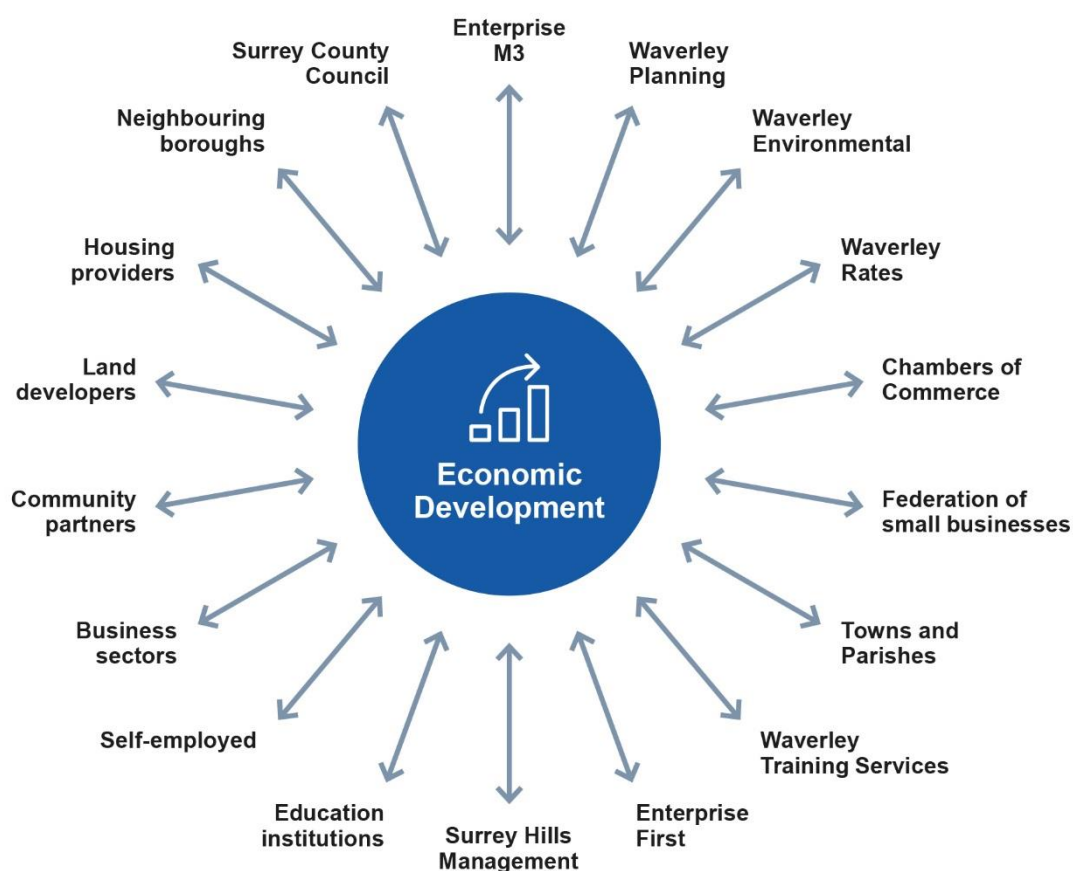 Enterprise
M3
Waverley
Planning
Waverley
Environmental
Waverley
Rates
Chambers of
Commerce
Federation of
small businesses
Towns and
Parishes
Waverley
Training Services
Enterprise
First
Surrey Hills
Management
Education
institutions
Self-employed
Business
sectors
Community
partners
Land
developers
Housing
providers
Neighbouring
boroughs
Surrey County
Council
Economic
Development